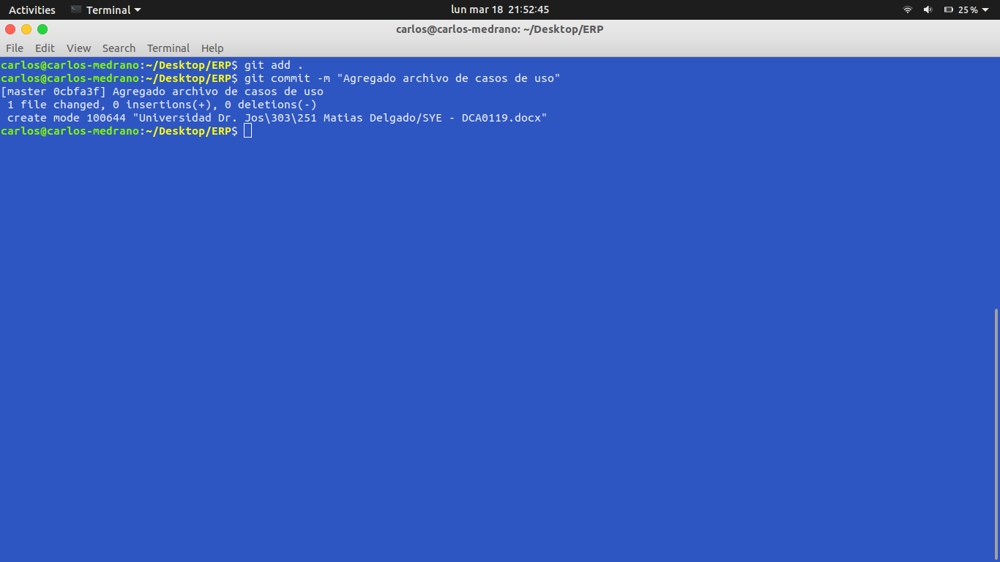 Activities Terminal lun mar 18 21:52:45 25%
carlos@carlos-medrano: ~/Desktop/ERP
File Edit View Search Terminal Help
carlos@carlos-medrano:~/Desktop/ERP$ git add .
carlos@carlos-medrano:~/Desktop/ERP$ git commit -m "Agregado archivo de casos de uso"
[master 0cbfa3f] Agregado archivo de casos de uso
 1 file changed, 0 insertions(+), 0 deletions(-)
 create mode 100644 "Universidad Dr. Jos\303\251 Matias Delgado/SYE - DCA0119.docx"
carlos@carlos-medrano:~/Desktop/ERP$